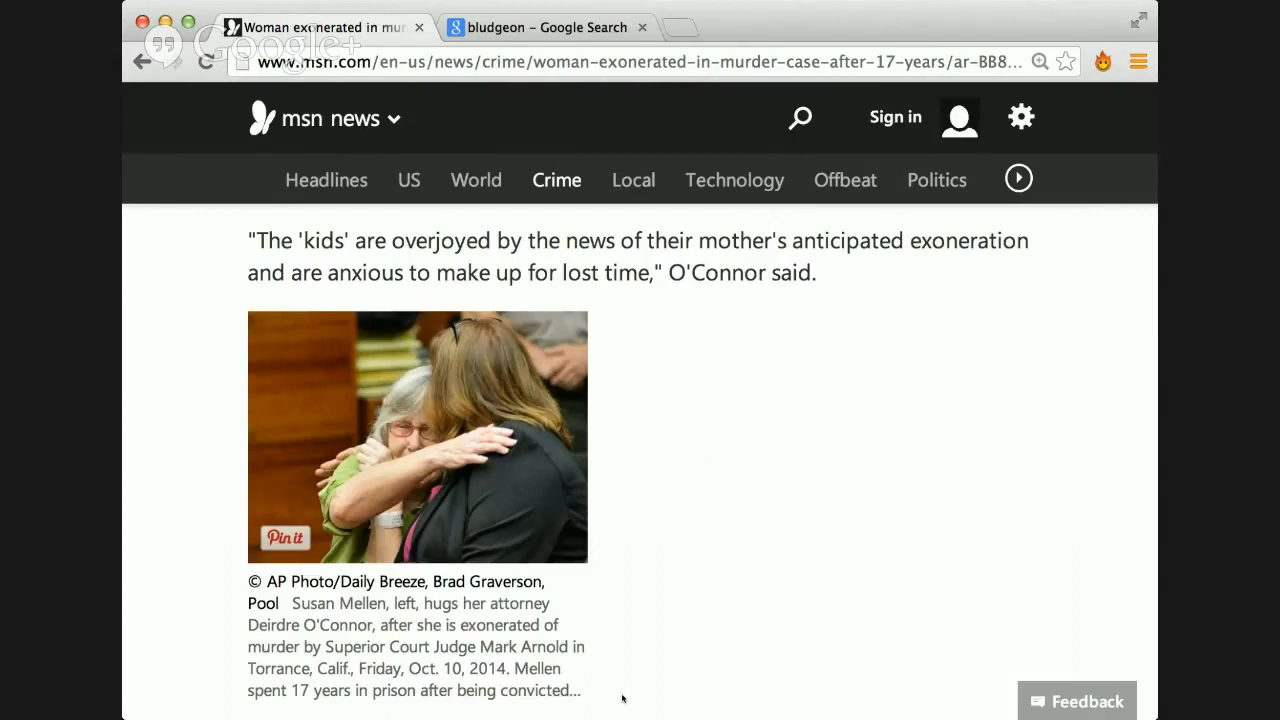 Woman exonerated in mur
bludgeon - Google Search
Google+
www.msn.com/en-us/news/crime/woman-exonerated-in-murder-case-after-17-years/ar-BB8...
msn news
Sign in
Headlines US World Crime Local Technology Offbeat Politics
"The 'kids' are overjoyed by the news of their mother's anticipated exoneration
and are anxious to make up for lost time," O'Connor said.
Pin it
© AP Photo/Daily Breeze, Brad Graverson,
Pool Susan Mellen, left, hugs her attorney
Deirdre O'Connor, after she is exonerated of
murder by Superior Court Judge Mark Arnold in
Torrance, Calif., Friday, Oct. 10, 2014. Mellen
spent 17 years in prison after being convicted...
Feedback